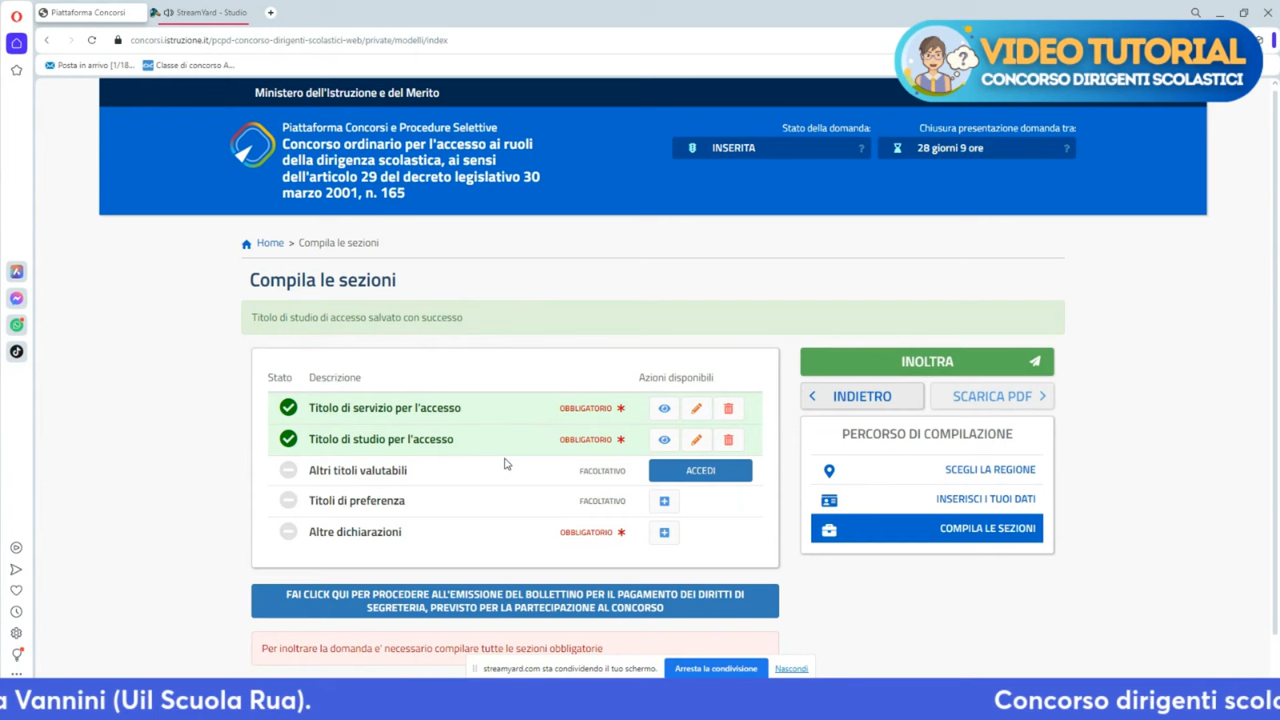 Piattaforma Concorsi
StreamYard - Studio
concorsi.istruzione.it/pcpd-concorso-dirigenti-scolastici-web/private/modelli/index
Posta in arrivo [1/18...
Classe di concorso A...
VIDEO TUTORIAL
CONCORSO DIRIGENTI SCOLASTICI
Ministero dell'Istruzione e del Merito
Piattaforma Concorsi e Procedure Selettive
Concorso ordinario per l'accesso ai ruoli
della dirigenza scolastica, ai sensi
dell'articolo 29 del decreto legislativo 30
marzo 2001, n. 165
Stato della domanda:
INSERITA ?
Chiusura presentazione domanda tra:
28 giorni 9 ore ?
Home > Compila le sezioni
Compila le sezioni
Titolo di studio di accesso salvato con successo
Stato Descrizione Azioni disponibili
Titolo di servizio per l'accesso OBBLIGATORIO *
Titolo di studio per l'accesso OBBLIGATORIO *
Altri titoli valutabili FACOLTATIVO ACCEDI
Titoli di preferenza FACOLTATIVO
Altre dichiarazioni OBBLIGATORIO *
INOLTRA
INDIETRO
SCARICA PDF
PERCORSO DI COMPILAZIONE
SCEGLI LA REGIONE
INSERISCI I TUOI DATI
COMPILA LE SEZIONI
FAI CLICK QUI PER PROCEDERE ALL'EMISSIONE DEL BOLLETTINO PER IL PAGAMENTO DEI DIRITTI DI
SEGRETERIA, PREVISTO PER LA PARTECIPAZIONE AL CONCORSO
Per inoltrare la domanda e' necessario compilare tutte le sezioni obbligatorie
streamyard.com sta condividendo il tuo schermo.
Arresta la condivisione
Nascondi
a Vannini (Uil Scuola Rua).
Concorso dirigenti scola